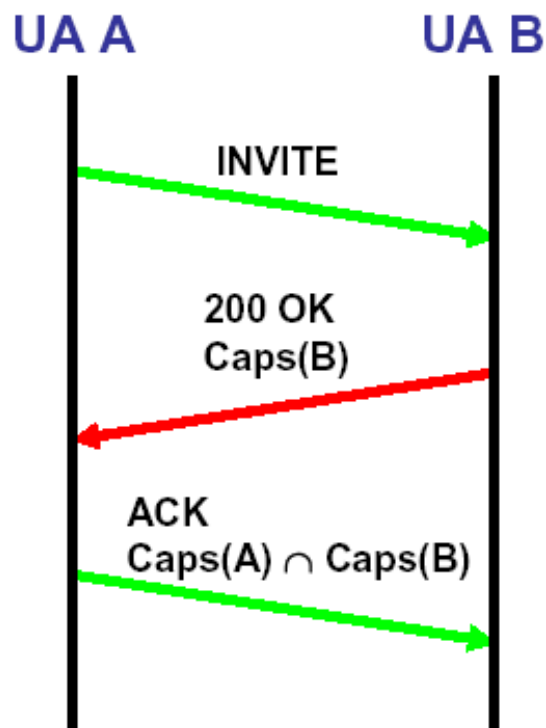 UA A
UA B
INVITE
200 OK
Caps(B)
ACK
Caps(A) ∩ Caps(B)